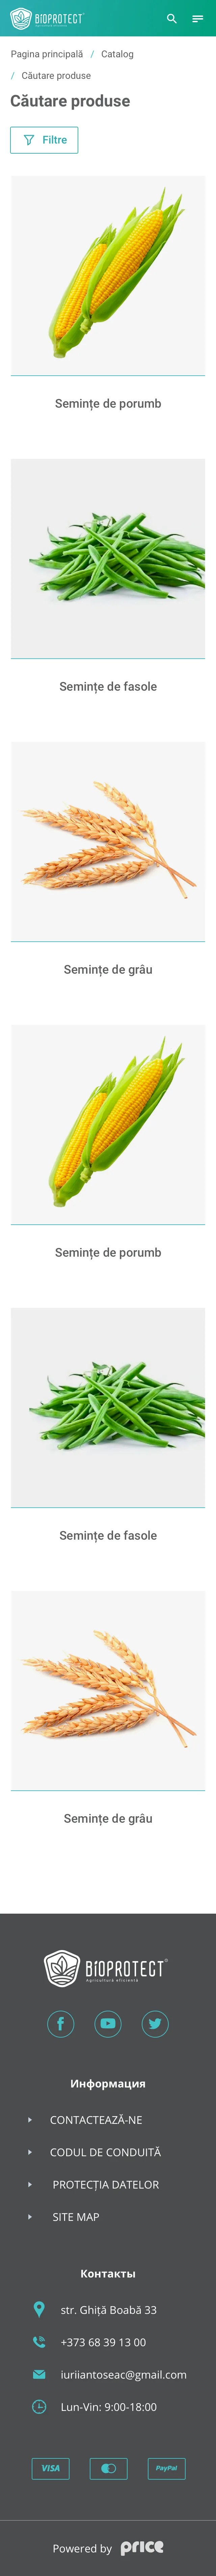 BIOPROTECT
Pagina principală / Catalog
/ Căutare produse
Căutare produse
Filtre
Semințe de porumb
Semințe de fasole
Semințe de grâu
Semințe de porumb
Semințe de fasole
Semințe de grâu
BIOPROTECT
Agricultura eficientă
Информация
CONTACTEAZĂ-NE
CODUL DE CONDUITĂ
PROTECȚIA DATELOR
SITE MAP
Контакты
str. Ghiță Boabă 33
+373 68 39 13 00
iuriiantoseac@gmail.com
Lun-Vin: 9:00-18:00
VISA
PayPal
Powered by price